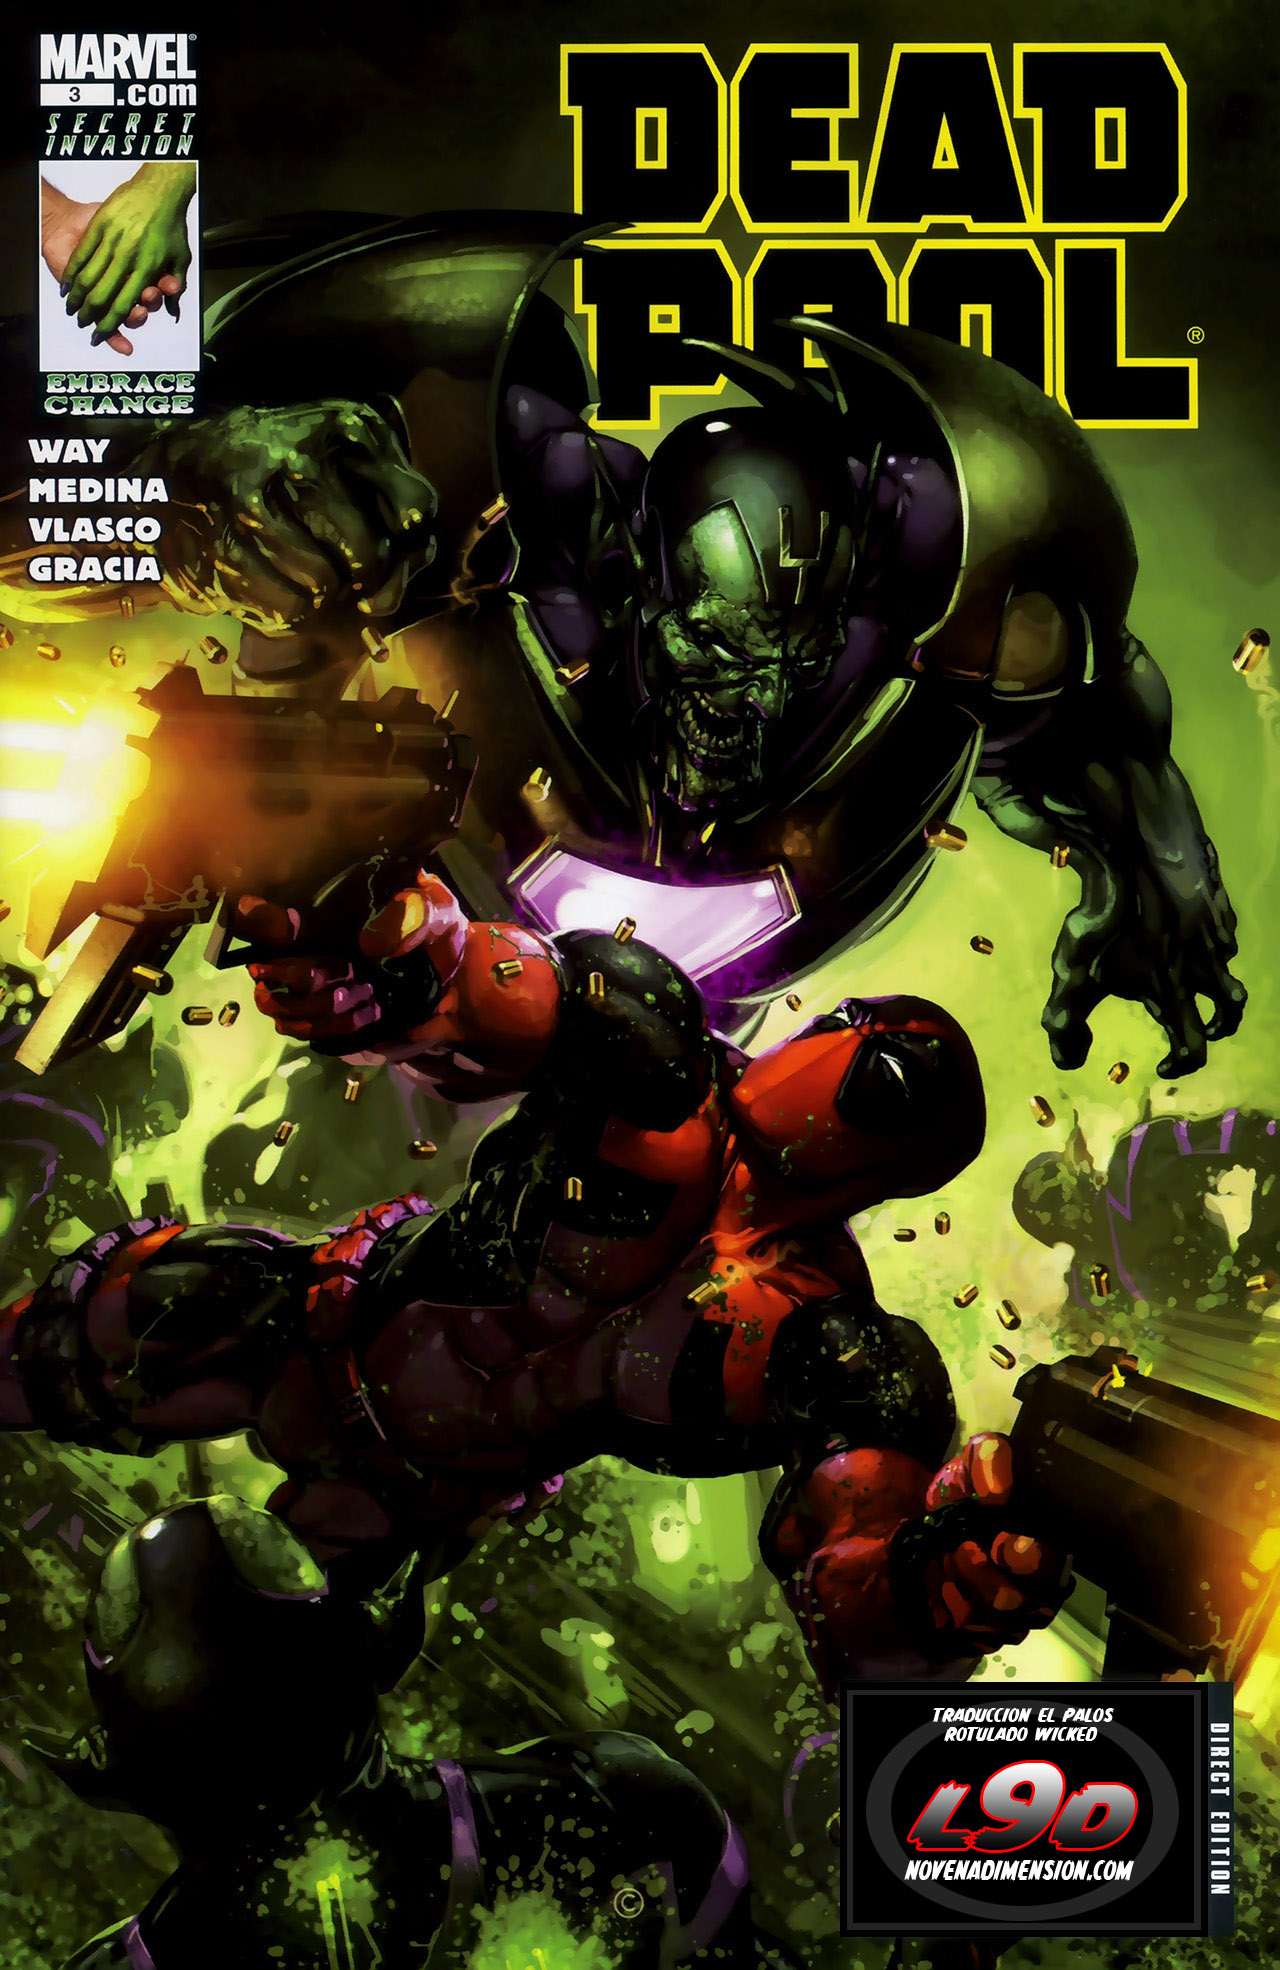 MARVEL
3 .com
SECRET
INVASION
EMBRACE
CHANGE
WAY
MEDINA
VLASCO
GRACIA
DEAD
POOL
®
TRADUCCION EL PALOS
ROTULADO WICKED
L9D
NOVENADIMENSION.COM
DIRECT EDITION
©